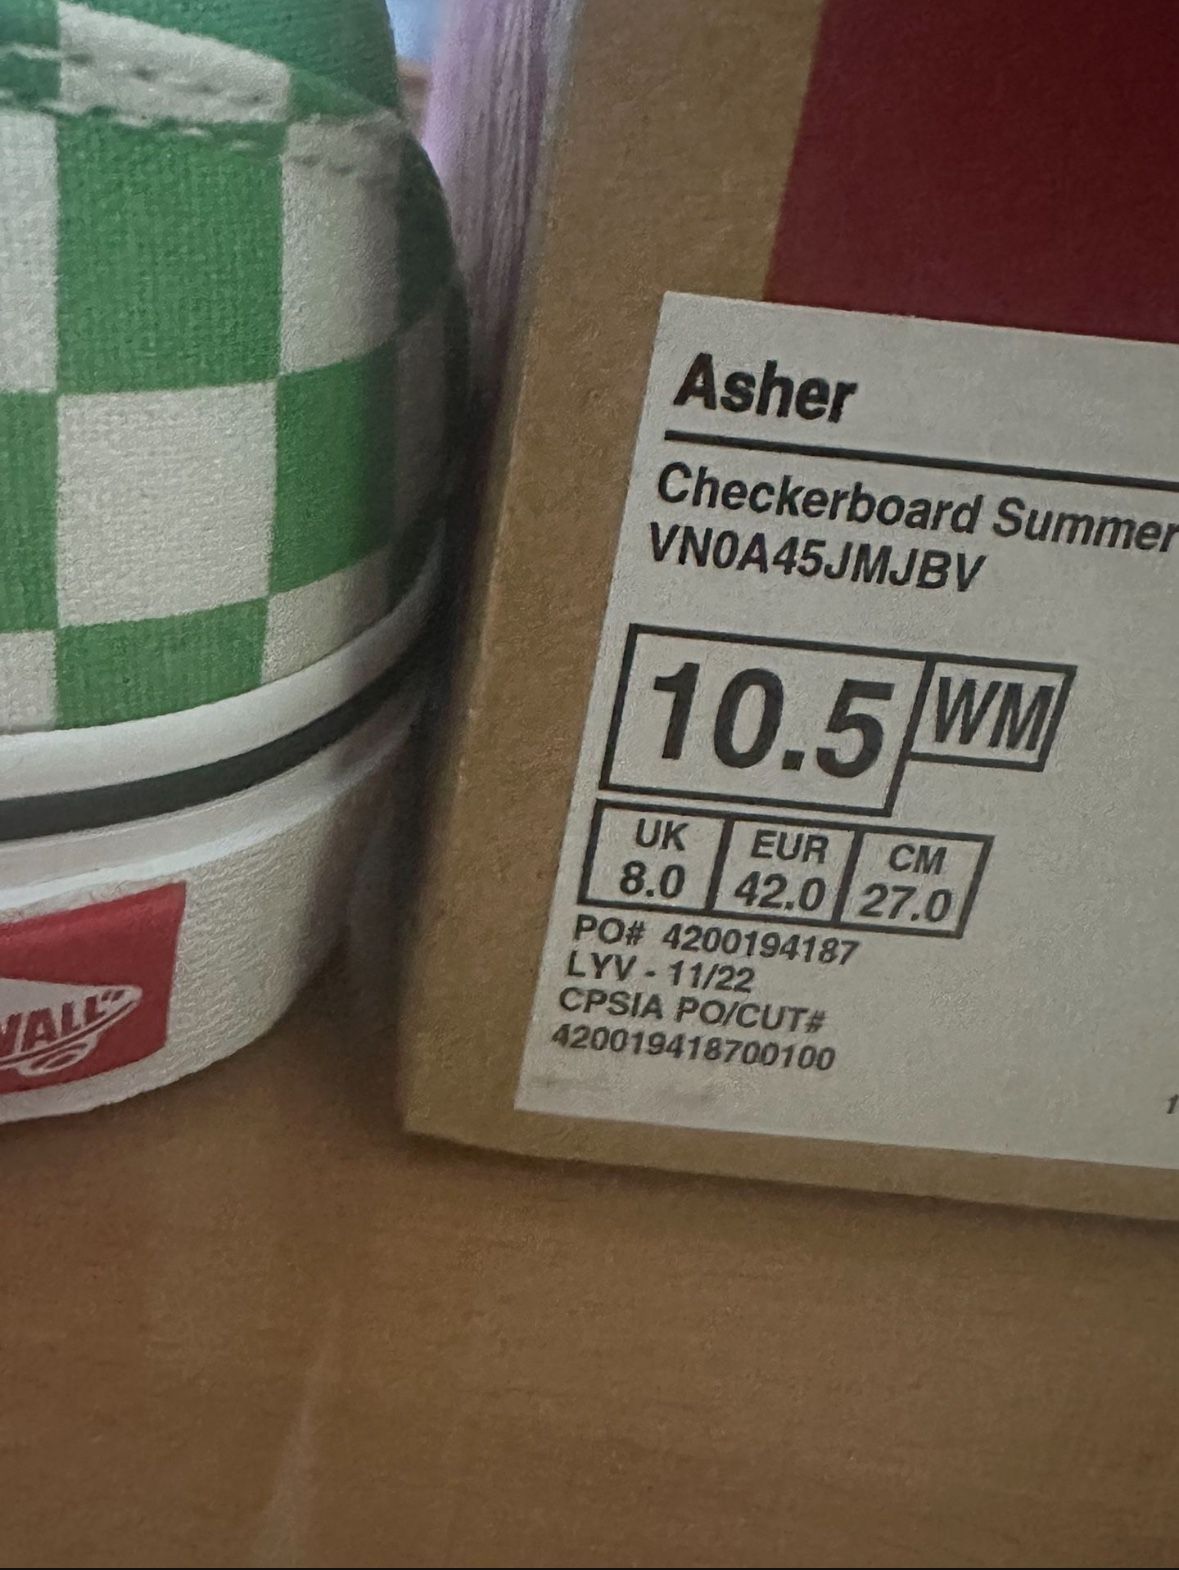 Asher
Checkerboard Summer
VN0A45JMJBV
10.5 WM
UK EUR CM
8.0 42.0 27.0
PO# 4200194187
LYV - 11/22
CPSIA PO/CUT#
420019418700100
WALL"